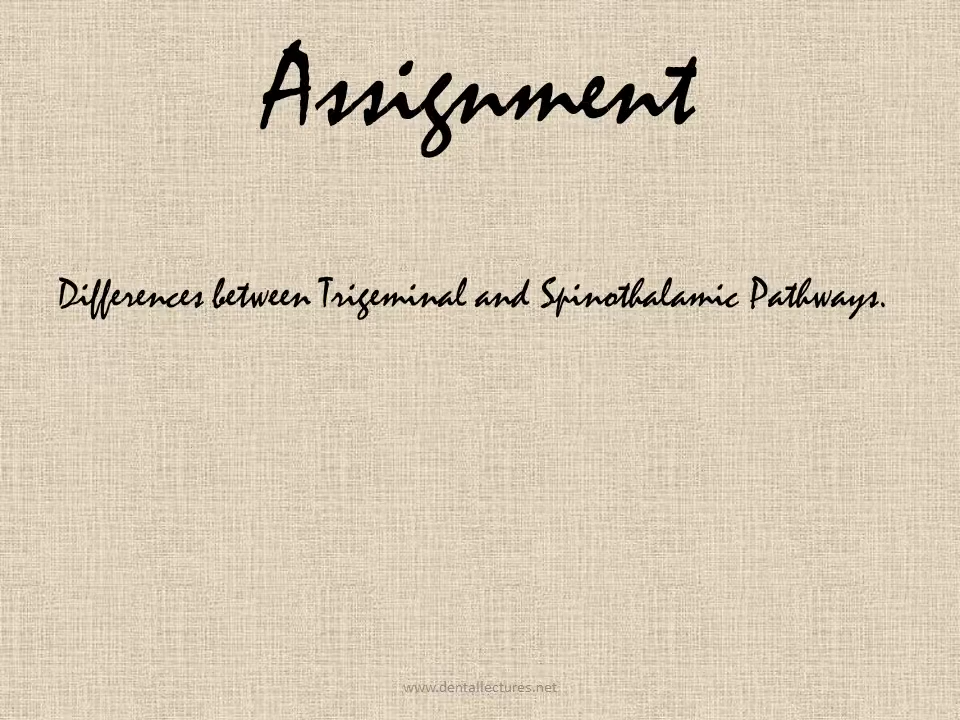 Assignment
Differences between Trigeminal and Spinothalamic Pathways.
www.dentallectures.net